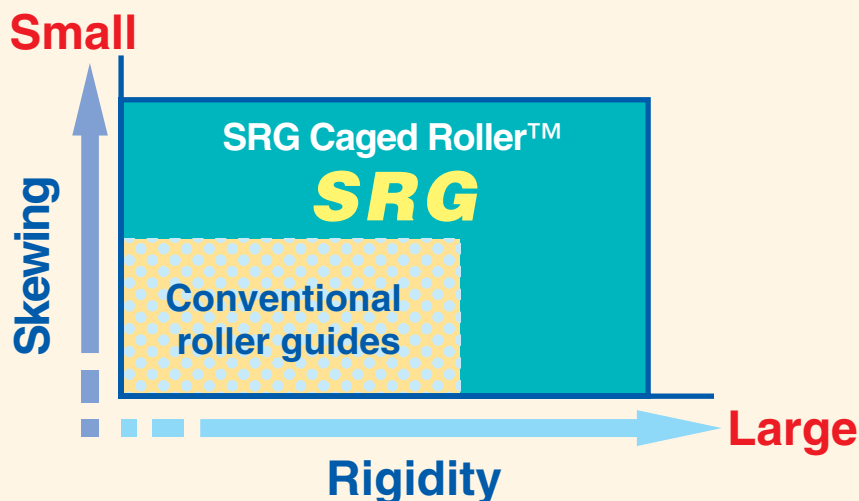 Small
SRG Caged Roller™
SRG
Skewing
Conventional
roller guides
Large
Rigidity